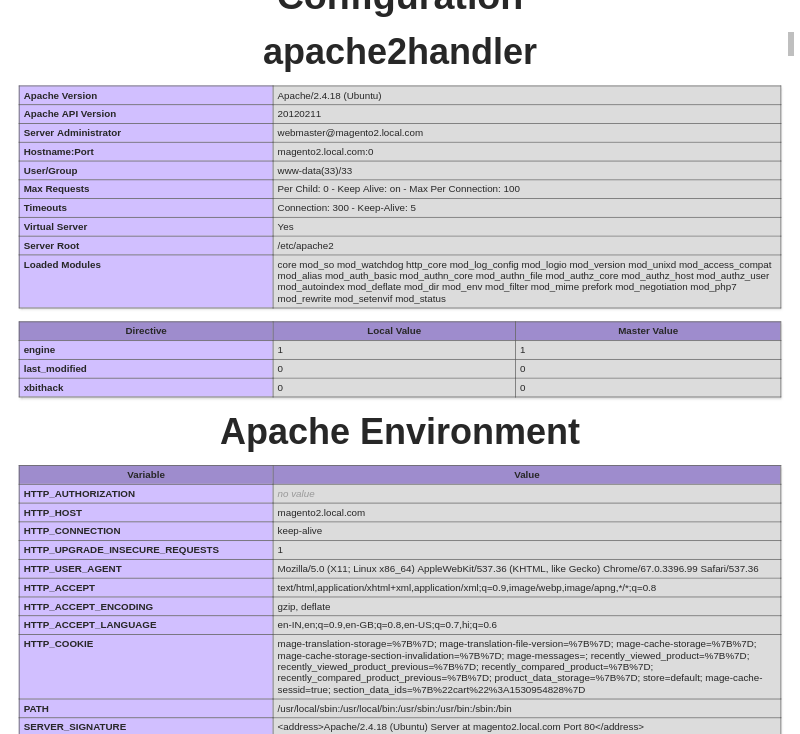 Configuration
apache2handler
Apache Version Apache/2.4.18 (Ubuntu)
Apache API Version 20120211
Server Administrator webmaster@magento2.local.com
Hostname:Port magento2.local.com:0
User/Group www-data(33)/33
Max Requests Per Child: 0 - Keep Alive: on - Max Per Connection: 100
Timeouts Connection: 300 - Keep-Alive: 5
Virtual Server Yes
Server Root /etc/apache2
Loaded Modules core mod_so mod_watchdog http_core mod_log_config mod_logio mod_version mod_unixd mod_access_compat
mod_alias mod_auth_basic mod_authn_core mod_authn_file mod_authz_core mod_authz_host mod_authz_user
mod_autoindex mod_deflate mod_dir mod_env mod_filter mod_mime prefork mod_negotiation mod_php7
mod_rewrite mod_setenvif mod_status
Directive Local Value Master Value
engine 1 1
last_modified 0 0
xbithack 0 0
Apache Environment
Variable Value
HTTP_AUTHORIZATION no value
HTTP_HOST magento2.local.com
HTTP_CONNECTION keep-alive
HTTP_UPGRADE_INSECURE_REQUESTS 1
HTTP_USER_AGENT Mozilla/5.0 (X11; Linux x86_64) AppleWebKit/537.36 (KHTML, like Gecko) Chrome/67.0.3396.99 Safari/537.36
HTTP_ACCEPT text/html,application/xhtml+xml,application/xml;q=0.9,image/webp,image/apng,*/*;q=0.8
HTTP_ACCEPT_ENCODING gzip, deflate
HTTP_ACCEPT_LANGUAGE en-IN,en;q=0.9,en-GB;q=0.8,en-US;q=0.7,hi;q=0.6
HTTP_COOKIE mage-translation-storage=%7B%7D; mage-translation-file-version=%7B%7D; mage-cache-storage=%7B%7D;
mage-cache-storage-section-invalidation=%7B%7D; mage-messages=; recently_viewed_product=%7B%7D;
recently_viewed_product_previous=%7B%7D; recently_compared_product=%7B%7D;
recently_compared_product_previous=%7B%7D; product_data_storage=%7B%7D; store=default; mage-cache-
sessid=true; section_data_ids=%7B%22cart%22%3A1530954828%7D
PATH /usr/local/sbin:/usr/local/bin:/usr/sbin:/usr/bin:/sbin:/bin
SERVER_SIGNATURE <address>Apache/2.4.18 (Ubuntu) Server at magento2.local.com Port 80</address>